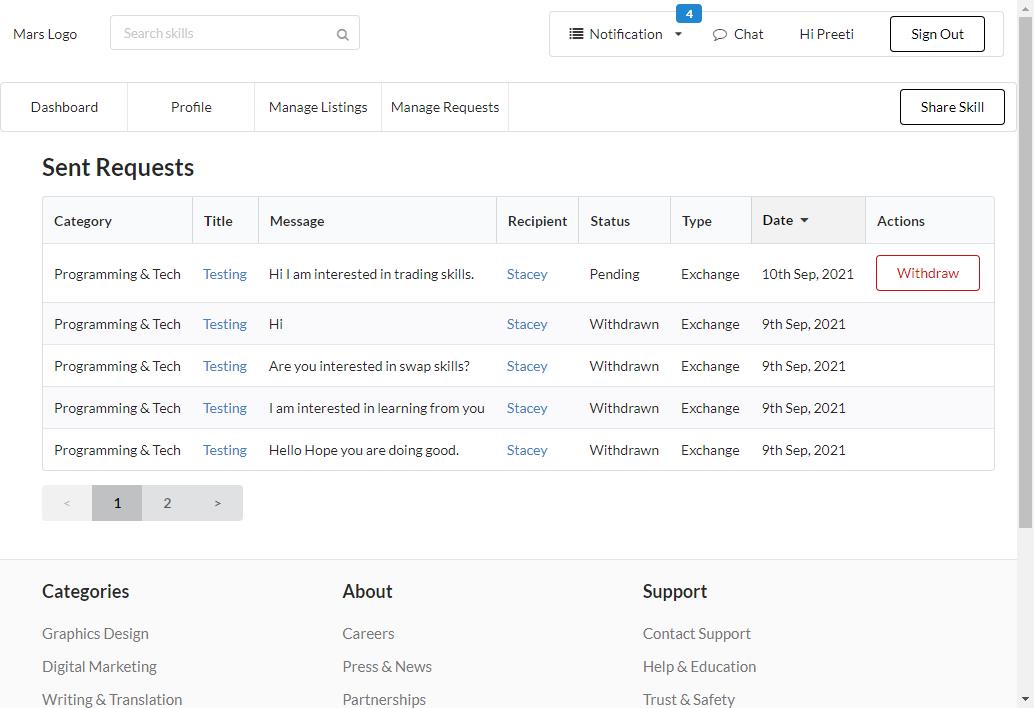 4
Mars Logo Search skills Notification Chat Hi Preeti Sign Out
Dashboard Profile Manage Listings Manage Requests Share Skill
Sent Requests
Category Title Message Recipient Status Type Date Actions
Programming & Tech Testing Hi I am interested in trading skills. Stacey Pending Exchange 10th Sep, 2021 Withdraw
Programming & Tech Testing Hi Stacey Withdrawn Exchange 9th Sep, 2021
Programming & Tech Testing Are you interested in swap skills? Stacey Withdrawn Exchange 9th Sep, 2021
Programming & Tech Testing I am interested in learning from you Stacey Withdrawn Exchange 9th Sep, 2021
Programming & Tech Testing Hello Hope you are doing good. Stacey Withdrawn Exchange 9th Sep, 2021
< 1 2 >
Categories About Support
Graphics Design Careers Contact Support
Digital Marketing Press & News Help & Education
Writing & Translation Partnerships Trust & Safety